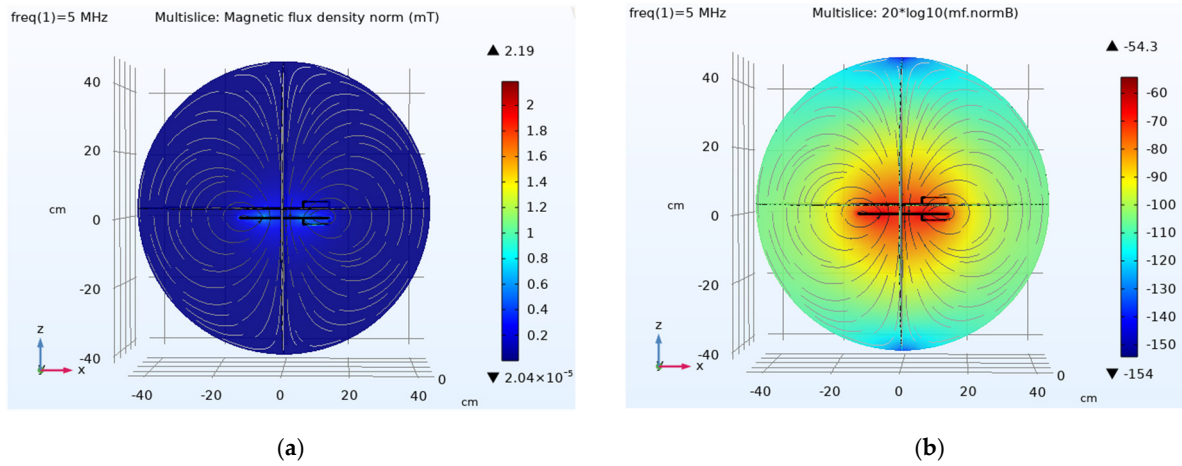 freq(1)=5 MHz Multislice: Magnetic flux density norm (mT)
▲ 2.19
2
1.8
1.6
1.4
1.2
1
0.8
0.6
0.4
0.2
▼ 2.04×10⁻⁵
40
20
cm
0
-20
-40
z
y
x
-40 -20 0 20 40
0
cm
(a)
freq(1)=5 MHz Multislice: 20*log10(mf.normB)
▲ -54.3
-60
-70
-80
-90
-100
-110
-120
-130
-140
-150
▼ -154
40
20
cm
0
-20
-40
z
y
x
-40 -20 0 20 40
0
cm
(b)